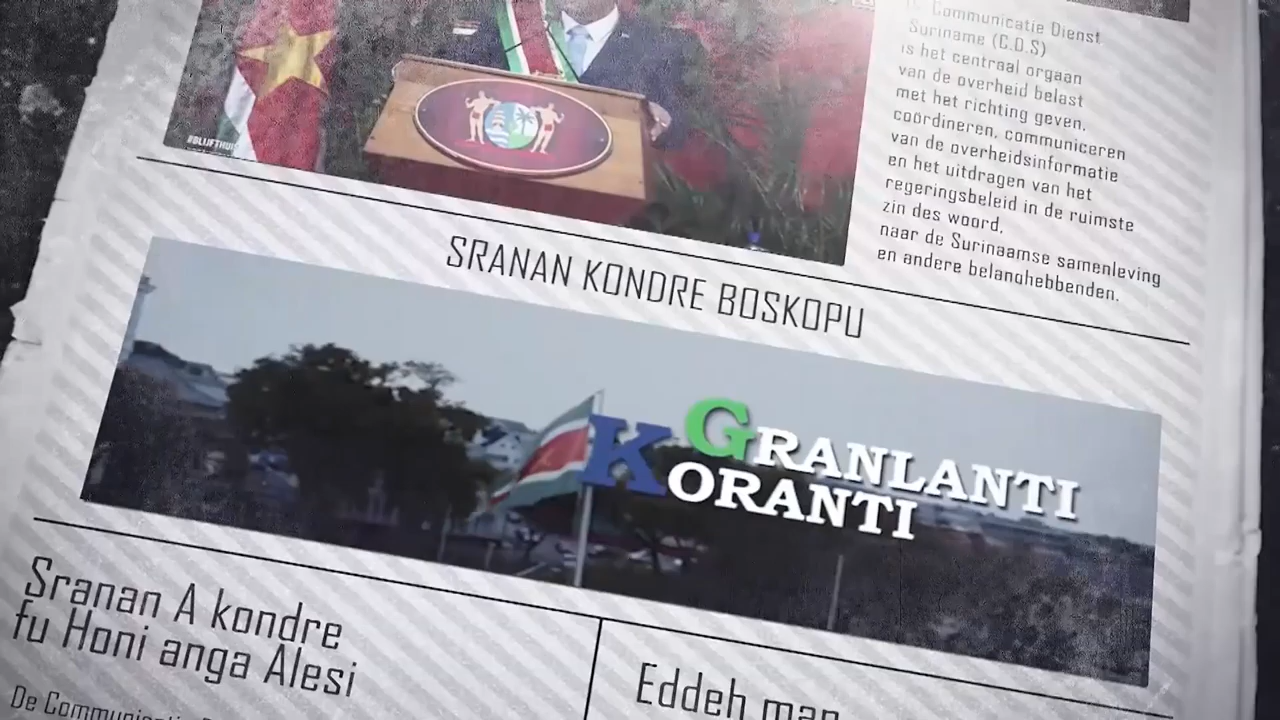 Communicatie Dienst
Suriname (C.D.S)
is het centraal orgaan
van de overheid belast
met het richting geven,
coördineren, communiceren
van de overheidsinformatie
en het uitdragen van het
regeringsbeleid in de ruimste
zin des woord.
naar de Surinaamse samenleving
en andere belanghebbenden.
#BLIJFTHUIS
SRANAN KONDRE BOSKOPU
GRANLANTI
KORANTI
Sranan A kondre
fu Honi anga Alesi
De
Eddeh man